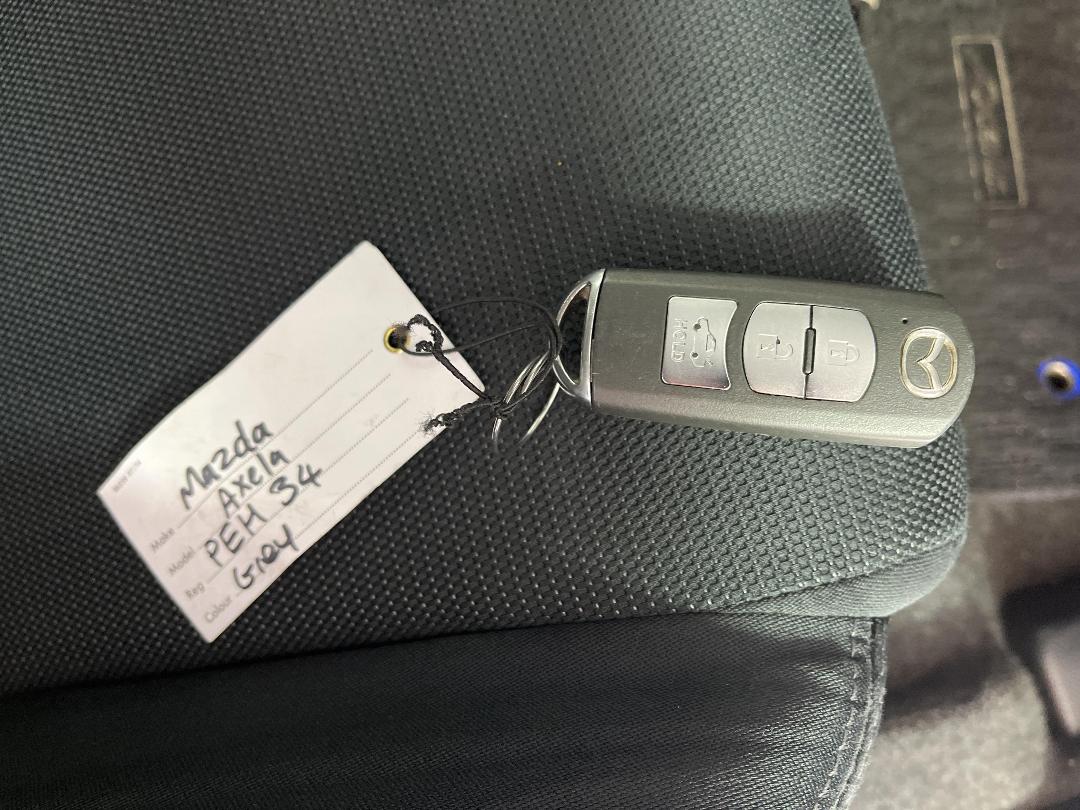 Make Mazda
Model Axela
Reg PEH 34
Colour Grey
HOLD